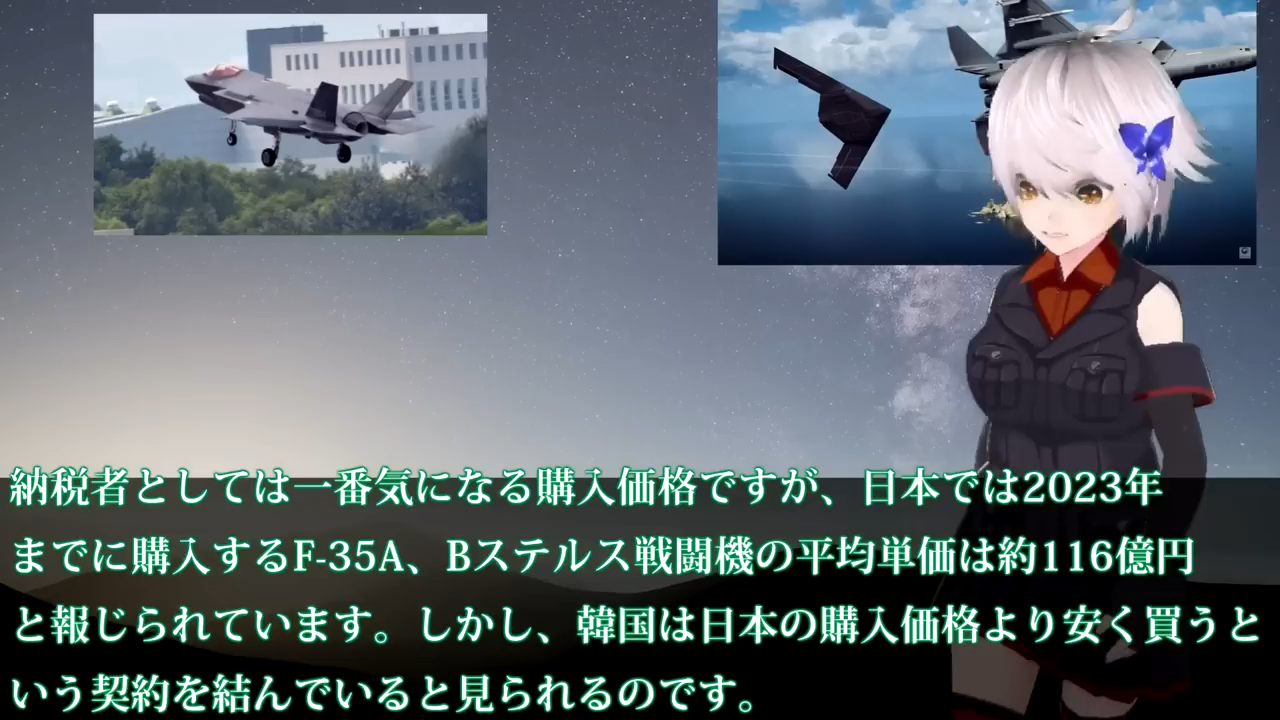 納税者としては一番気になる購入価格ですが、日本では2023年
までに購入するF-35A、Bステルス戦闘機の平均単価は約116億円
と報じられています。しかし、韓国は日本の購入価格より安く買うと
いう契約を結んでいると見られるのです。